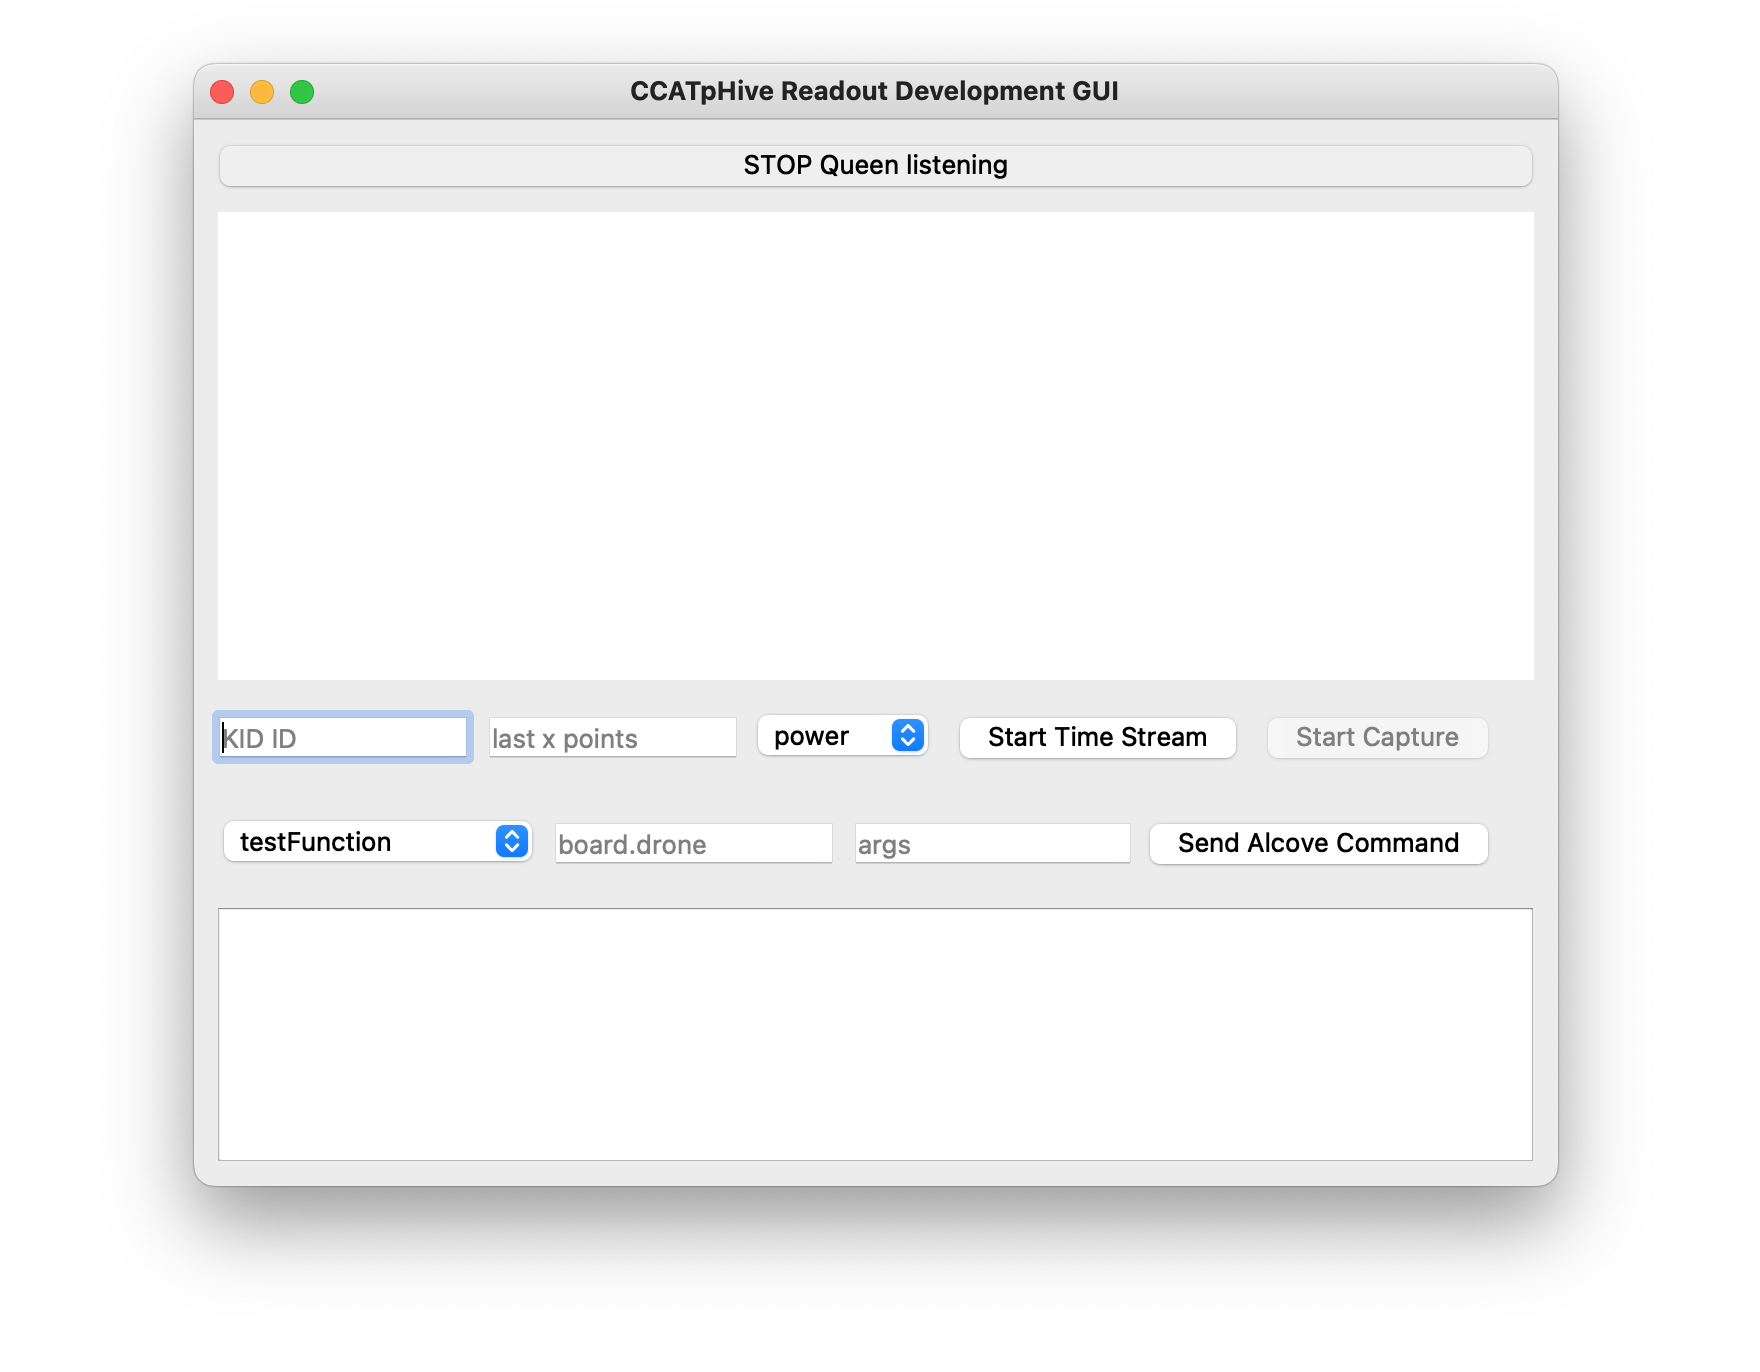 CCATpHive Readout Development GUI
STOP Queen listening
KID ID last x points power Start Time Stream Start Capture
testFunction board.drone args Send Alcove Command